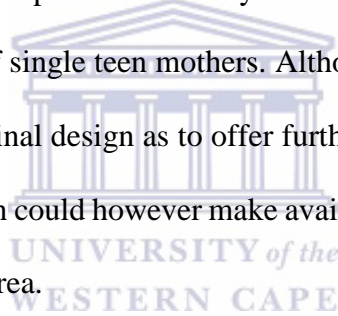 f single teen mothers. Altho
inal design as to offer furth
n could however make avai
UNIVERSITY of the
rea.
WESTERN CAPE